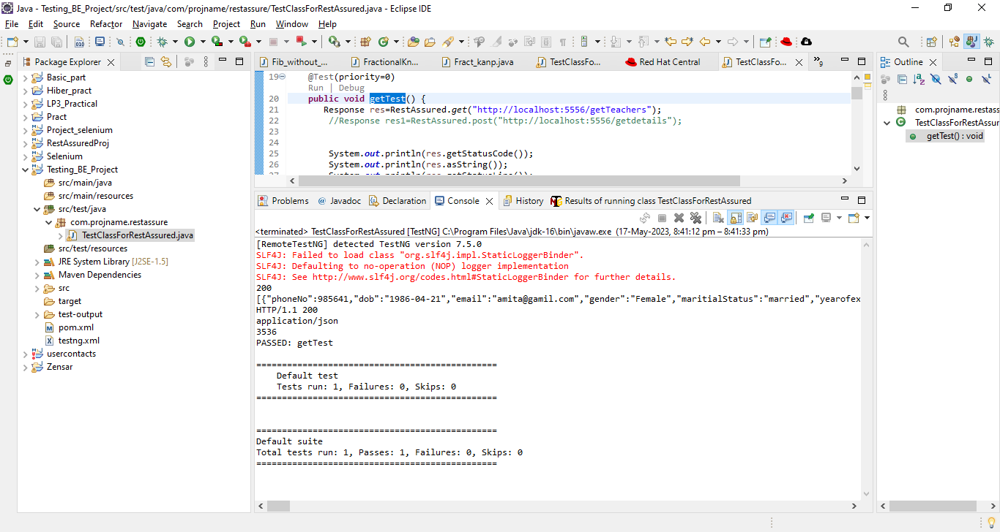 Java - Testing_BE_Project/src/test/java/com/projname/restassure/TestClassForRestAssured.java - Eclipse IDE
File Edit Source Refactor Navigate Search Project Run Window Help
Package Explorer
Basic_part
Hiber_pract
LP3_Practical
Pract
Project_selenium
RestAssuredProj
Selenium
Testing_BE_Project
src/main/java
src/main/resources
src/test/java
com.projname.restassure
TestClassForRestAssured.java
src/test/resources
JRE System Library [J2SE-1.5]
Maven Dependencies
src
target
test-output
pom.xml
testng.xml
usercontacts
Zensar
Fib_without_... FractionalKn... Fract_kanp.java TestClassFo... Red Hat Central TestClassFo... »9
19 @Test(priority=0)
Run | Debug
20 public void getTest() {
21 Response res=RestAssured.get("http://localhost:5556/getTeachers");
22 //Response res1=RestAssured.post("http://localhost:5556/getdetails");
23
24
25 System.out.println(res.getStatusCode());
26 System.out.println(res.asString());
27 System.out.println(res.getStatusLine());
Problems @ Javadoc Declaration Console History Results of running class TestClassForRestAssured
<terminated> TestClassForRestAssured [TestNG] C:\Program Files\Java\jdk-16\bin\javaw.exe (17-May-2023, 8:41:12 pm – 8:41:33 pm)
[RemoteTestNG] detected TestNG version 7.5.0
SLF4J: Failed to load class "org.slf4j.impl.StaticLoggerBinder".
SLF4J: Defaulting to no-operation (NOP) logger implementation
SLF4J: See http://www.slf4j.org/codes.html#StaticLoggerBinder for further details.
200
[{"phoneNo":985641,"dob":"1986-04-21","email":"amita@gamil.com","gender":"Female","maritialStatus":"married","yearofex
HTTP/1.1 200
application/json
3536
PASSED: getTest
===============================================
Default test
Tests run: 1, Failures: 0, Skips: 0
===============================================
===============================================
Default suite
Total tests run: 1, Passes: 1, Failures: 0, Skips: 0
===============================================
Outline
com.projname.restass
TestClassForRestAssur
getTest() : void